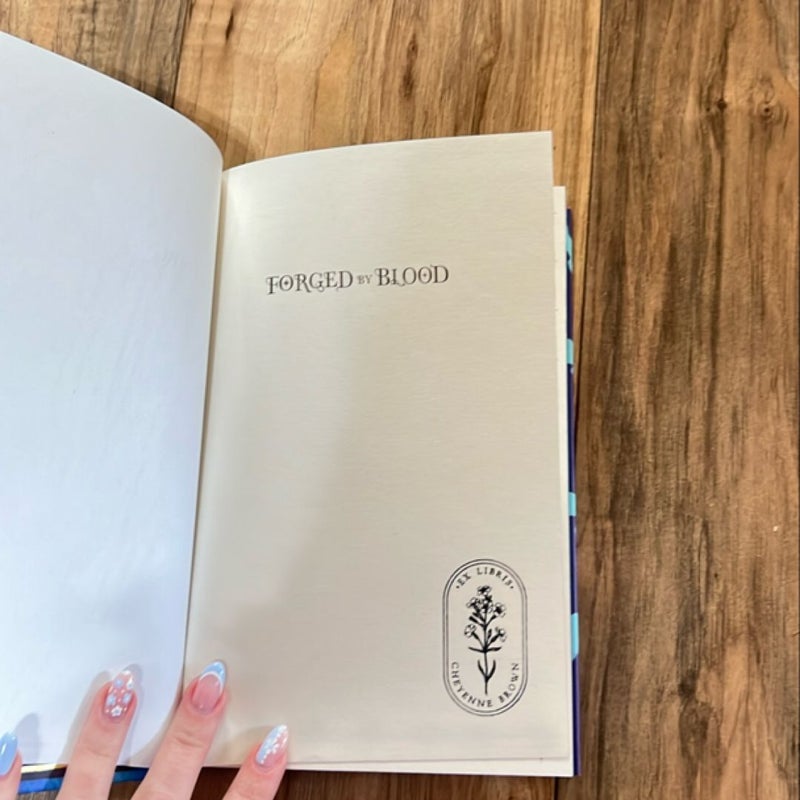 FORGED BY BLOOD
•EX LIBRIS•
CHEYENNE BROWN